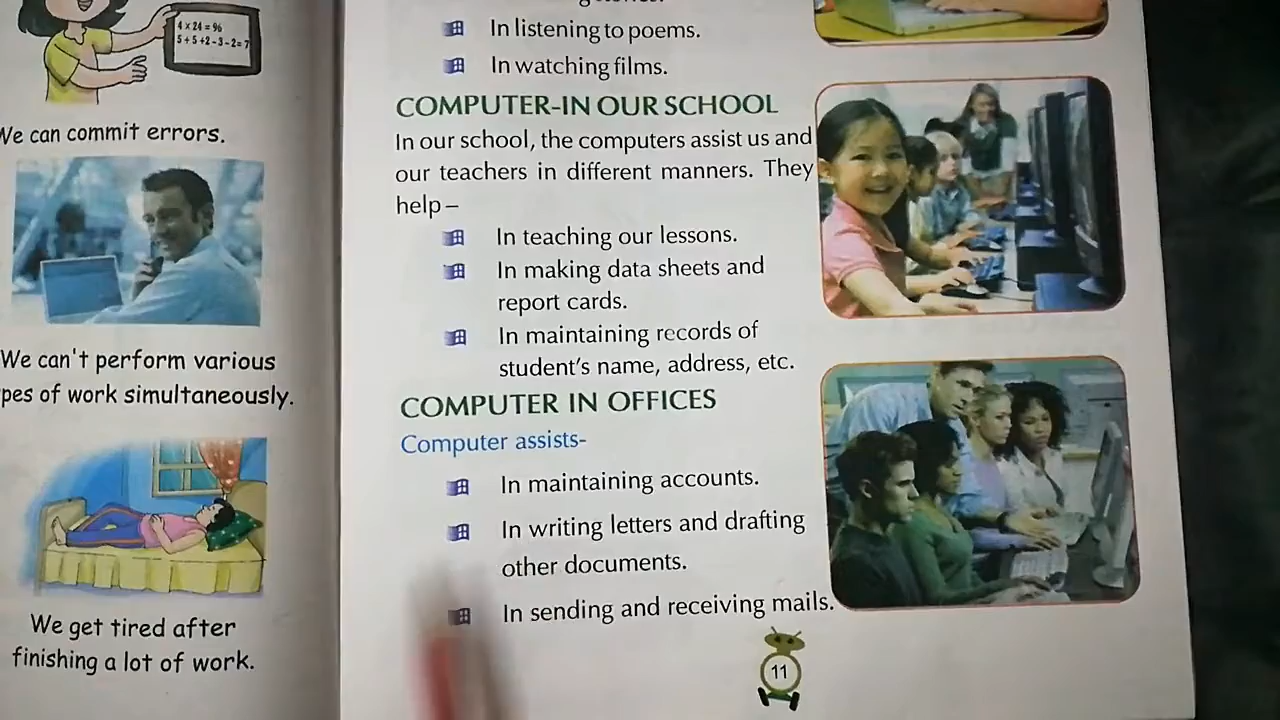 4 x 24 = 96
5 + 5 + 2 - 3 - 2 = 7
We can commit errors.
We can't perform various
pes of work simultaneously.
We get tired after
finishing a lot of work.
In listening to poems.
In watching films.
COMPUTER-IN OUR SCHOOL
In our school, the computers assist us and
our teachers in different manners. They
help –
In teaching our lessons.
In making data sheets and
report cards.
In maintaining records of
student's name, address, etc.
COMPUTER IN OFFICES
Computer assists-
In maintaining accounts.
In writing letters and drafting
other documents.
In sending and receiving mails.
11